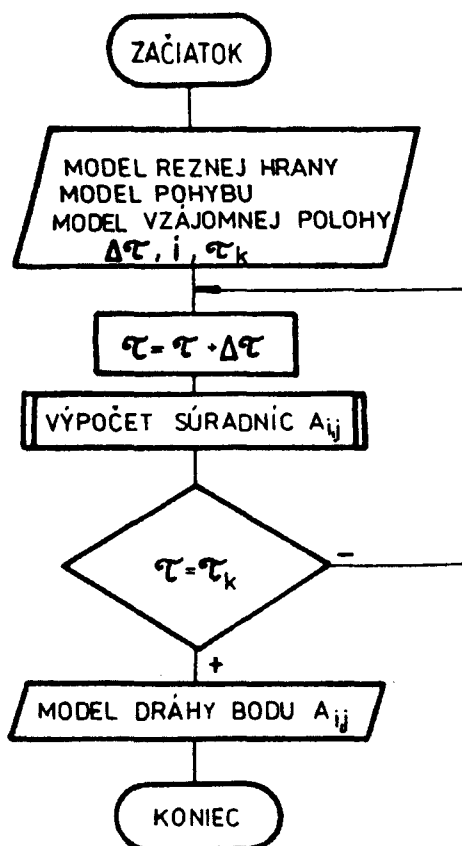 ZAČIATOK
MODEL REZNEJ HRANY
MODEL POHYBU
MODEL VZÁJOMNEJ POLOHY
Δτ, i, τk
τ = τ + Δτ
VÝPOČET SÚRADNÍC Aij
τ = τk
-
+
MODEL DRÁHY BODU Aij
KONIEC